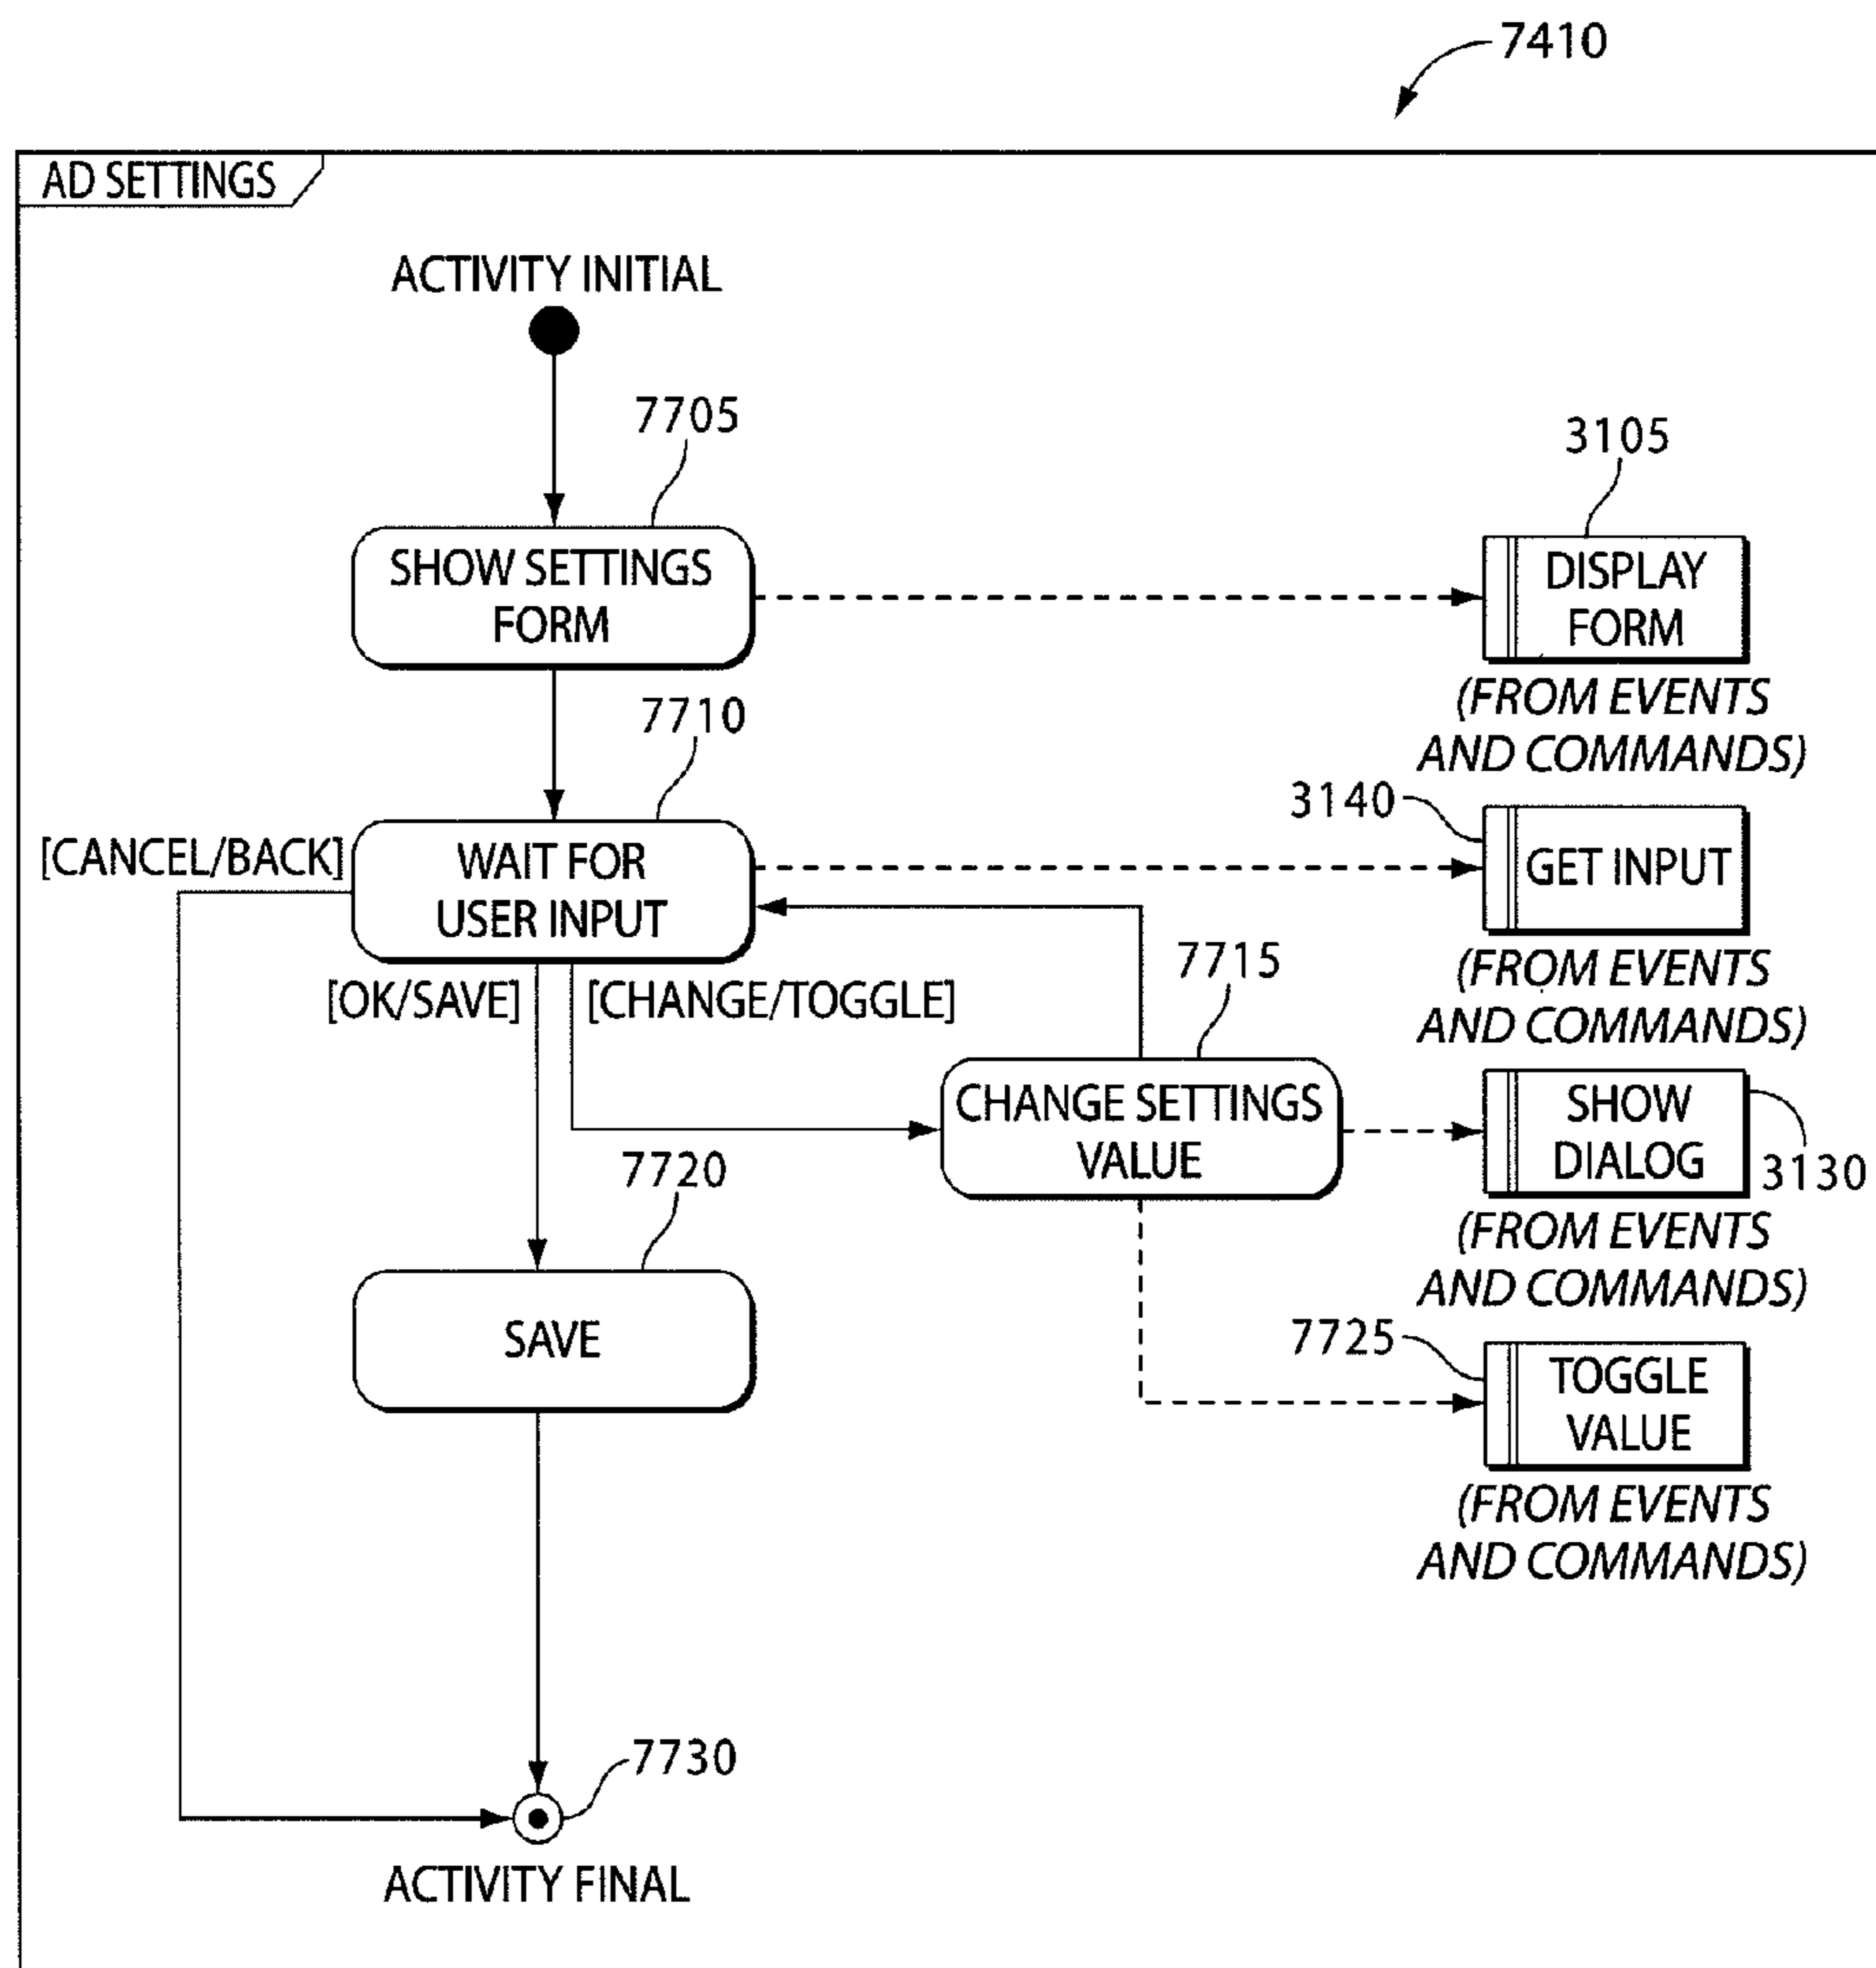 7410
AD SETTINGS
ACTIVITY INITIAL
7705
SHOW SETTINGS
FORM
3105
DISPLAY
FORM
(FROM EVENTS
AND COMMANDS)
7710
[CANCEL/BACK]
WAIT FOR
USER INPUT
3140
GET INPUT
(FROM EVENTS
AND COMMANDS)
[OK/SAVE]
[CHANGE/TOGGLE]
7715
CHANGE SETTINGS
VALUE
SHOW
DIALOG
3130
(FROM EVENTS
AND COMMANDS)
7720
SAVE
7725
TOGGLE
VALUE
(FROM EVENTS
AND COMMANDS)
7730
ACTIVITY FINAL